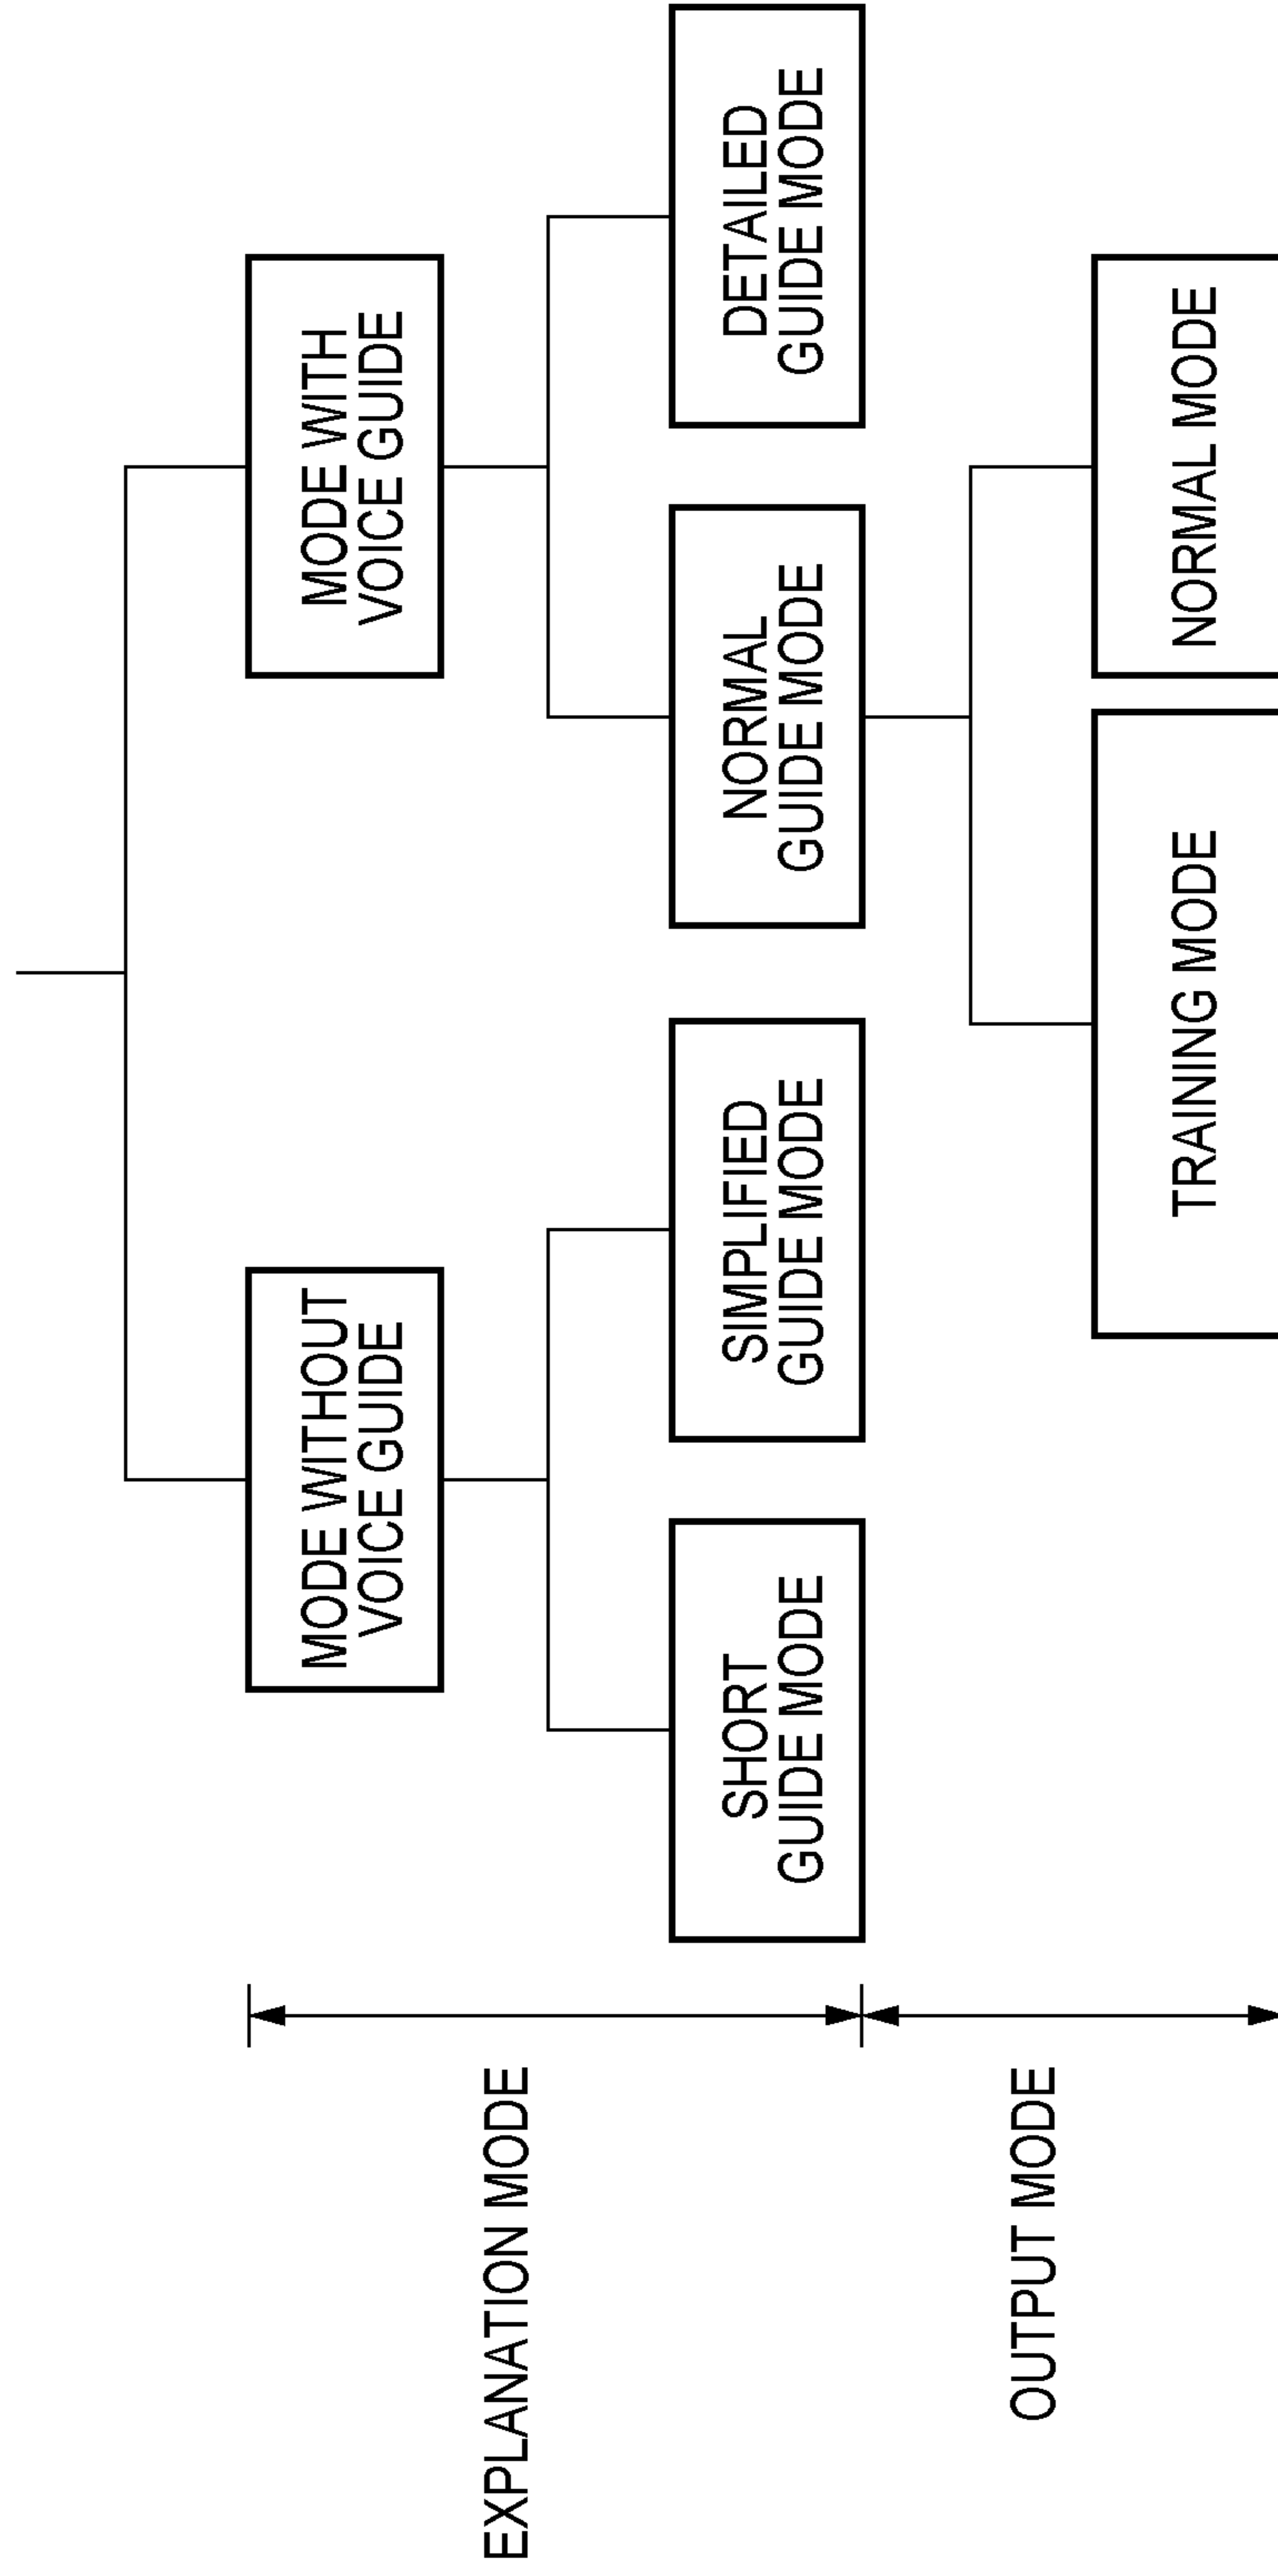 EXPLANATION MODE
MODE WITHOUT
VOICE GUIDE
MODE WITH
VOICE GUIDE
SHORT
GUIDE MODE
SIMPLIFIED
GUIDE MODE
NORMAL
GUIDE MODE
DETAILED
GUIDE MODE
OUTPUT MODE
TRAINING MODE
NORMAL MODE